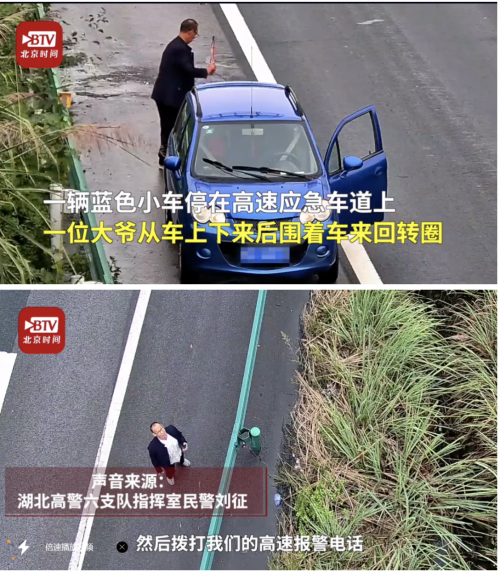 BTV
北京时间
一辆蓝色小车停在高速应急车道上
一位大爷从车上下来后围着车来回转圈
BTV
北京时间
声音来源：
湖北高警六支队指挥室民警刘征
然后拨打我们的高速报警电话